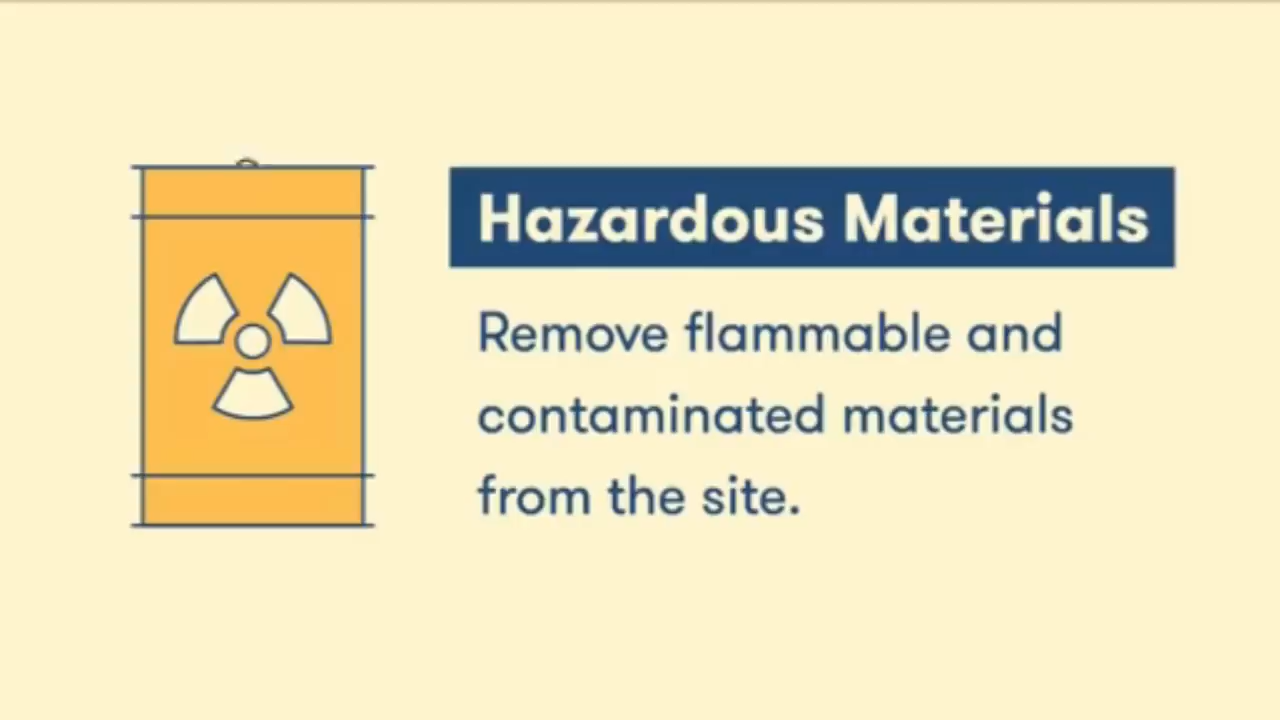 Hazardous Materials
Remove flammable and
contaminated materials
from the site.